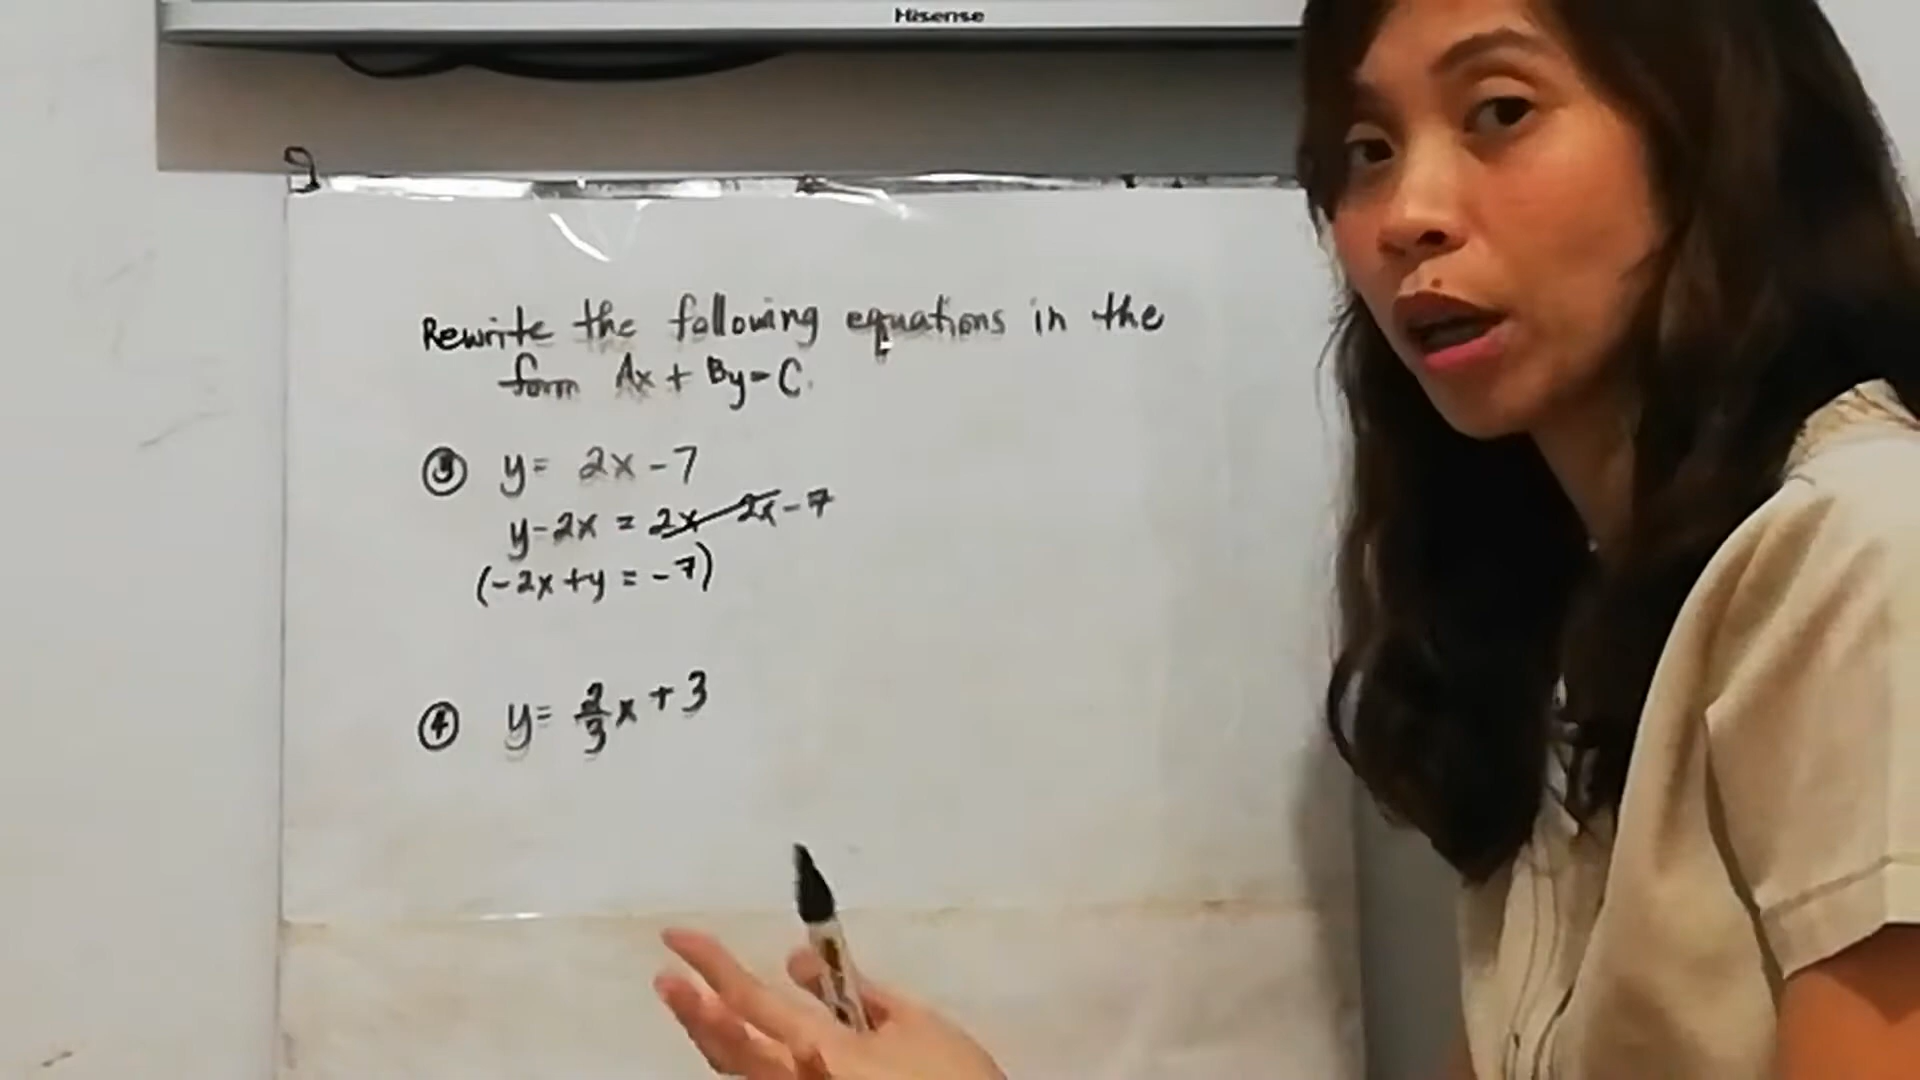 Hisense
Rewrite the following equations in the
form Ax + By = C.
③ y = 2x - 7
y - 2x = 2x - 2x - 7
(-2x + y = -7)
④ y = 2/3 x + 3